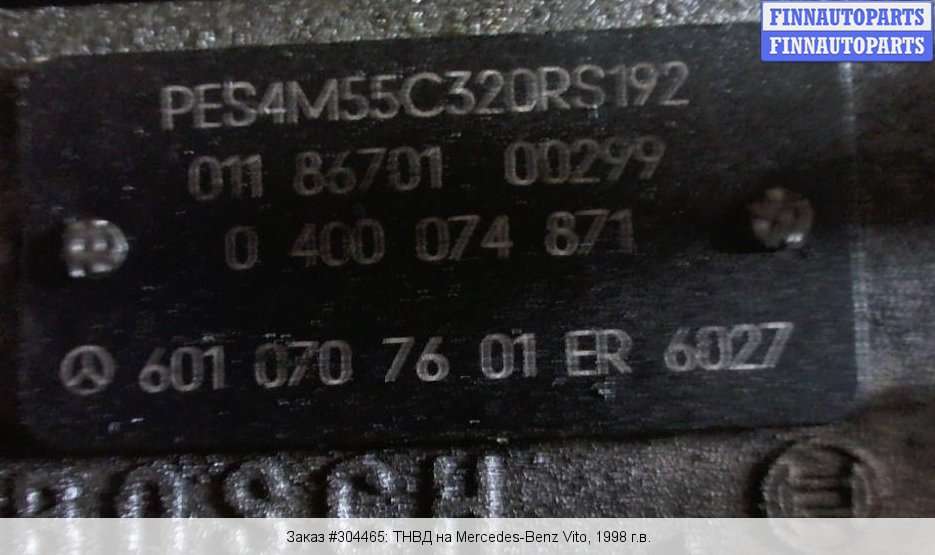 FINNAUTOPARTS
FINNAUTOPARTS
PES4M55C320RS192
011 86701 00299
0 400 074 871
601 070 76 01 ER 6027
BOSCH
Заказ #304465: ТНВД на Mercedes-Benz Vito, 1998 г.в.